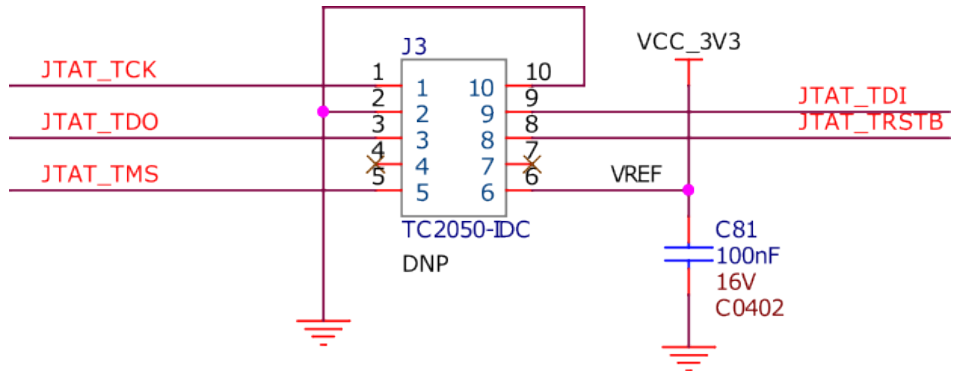 J3
VCC_3V3
JTAT_TCK 1 1 10 10
2 2 9 9 JTAT_TDI
JTAT_TDO 3 3 8 8 JTAT_TRSTB
4 4 7 7
JTAT_TMS 5 5 6 6 VREF
TC2050-IDC
DNP
C81
100nF
16V
C0402